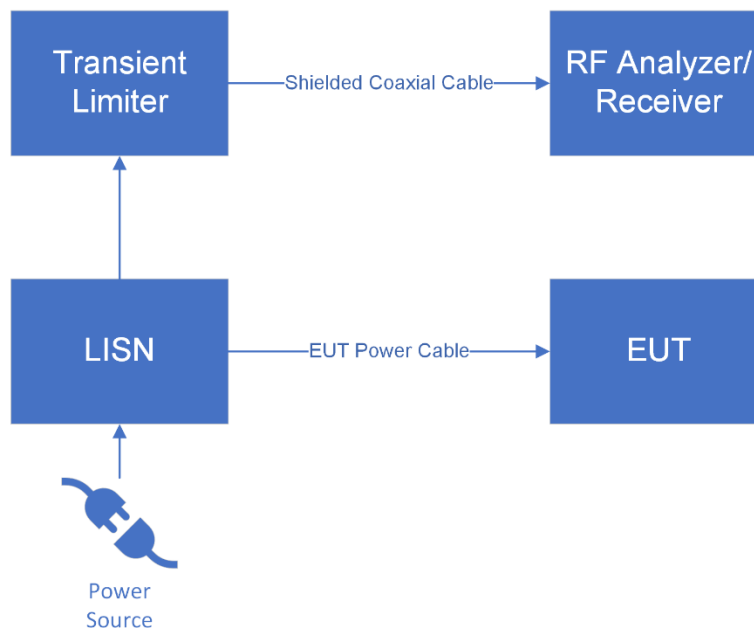 Transient
Limiter
Shielded Coaxial Cable
RF Analyzer/
Receiver
LISN
EUT Power Cable
EUT
Power
Source